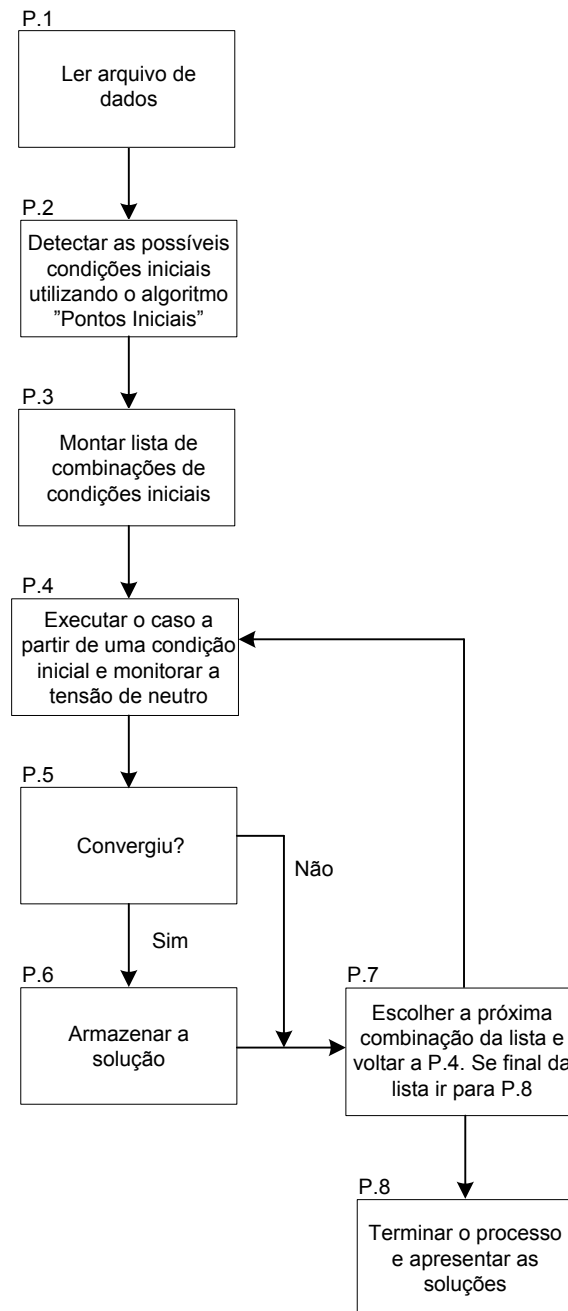 P.1
Ler arquivo de
dados
P.2
Detectar as possíveis
condições iniciais
utilizando o algoritmo
”Pontos Iniciais”
P.3
Montar lista de
combinações de
condições iniciais
P.4
Executar o caso a
partir de uma condição
inicial e monitorar a
tensão de neutro
P.5
Convergiu?
Não
Sim
P.6
Armazenar a
solução
P.7
Escolher a próxima
combinação da lista e
voltar a P.4. Se final da
lista ir para P.8
P.8
Terminar o processo
e apresentar as
soluções